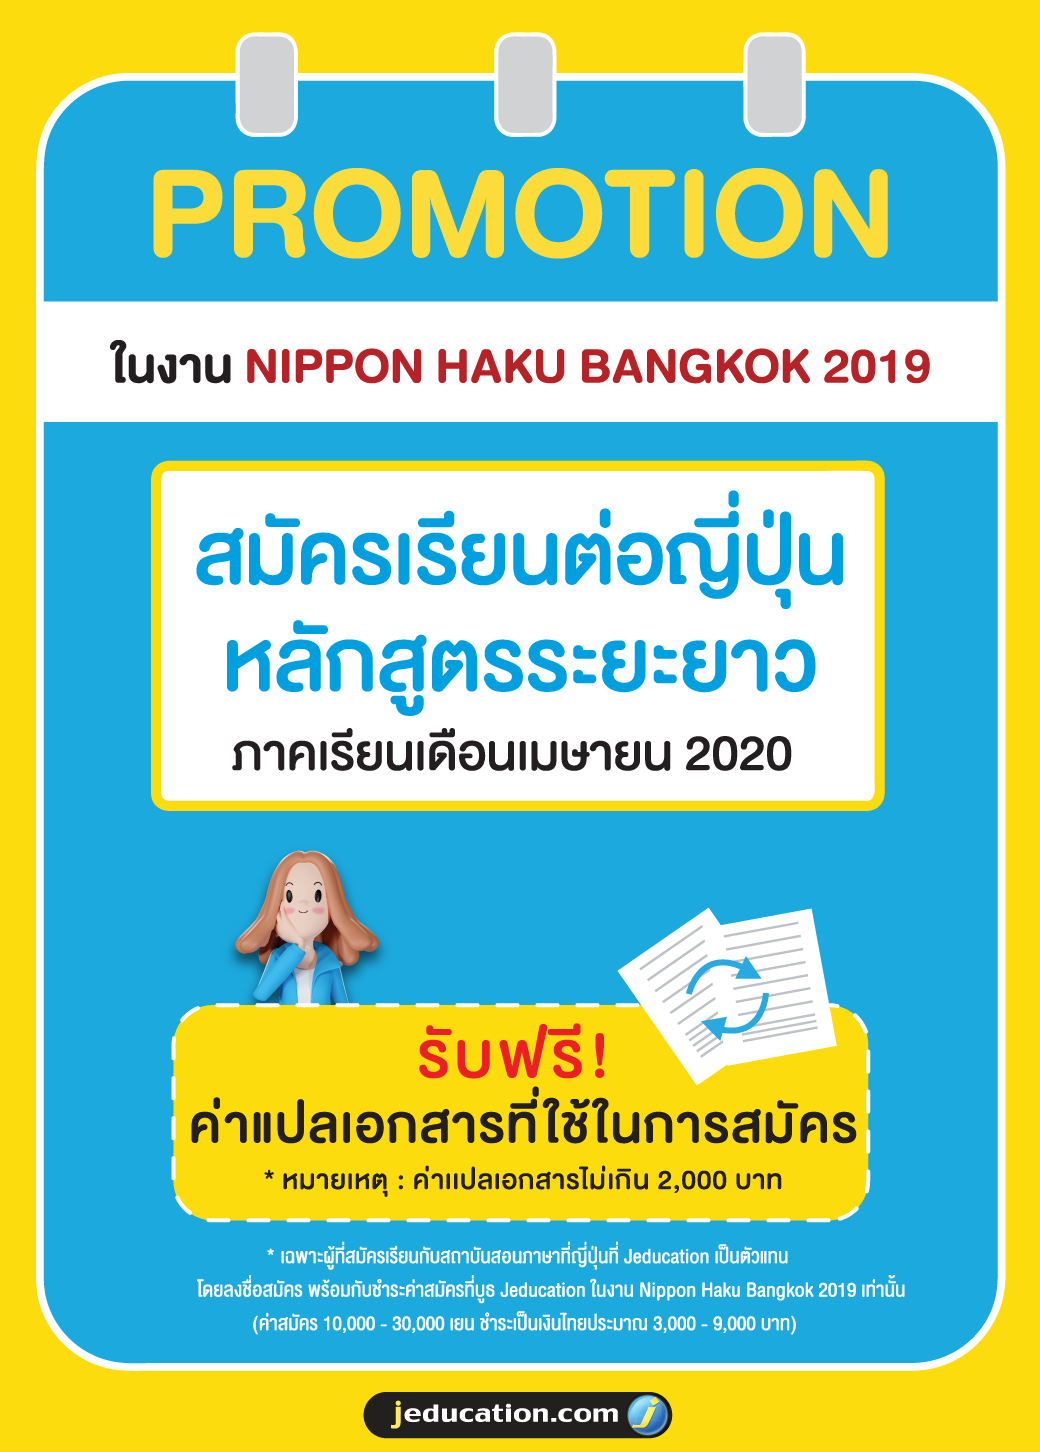 PROMOTION
ในงาน NIPPON HAKU BANGKOK 2019
สมัครเรียนต่อญี่ปุ่น
หลักสูตรระยะยาว
ภาคเรียนเดือนเมษายน 2020
รับฟรี!
ค่าแปลเอกสารที่ใช้ในการสมัคร
* หมายเหตุ : ค่าแปลเอกสารไม่เกิน 2,000 บาท
* เฉพาะผู้ที่สมัครเรียนกับสถาบันสอนภาษาที่ญี่ปุ่นที่ Jeducation เป็นตัวแทน
โดยลงชื่อสมัคร พร้อมกับชำระค่าสมัครที่บูธ Jeducation ในงาน Nippon Haku Bangkok 2019 เท่านั้น
(ค่าสมัคร 10,000 - 30,000 เยน ชำระเป็นเงินไทยประมาณ 3,000 - 9,000 บาท)
jeducation.com j